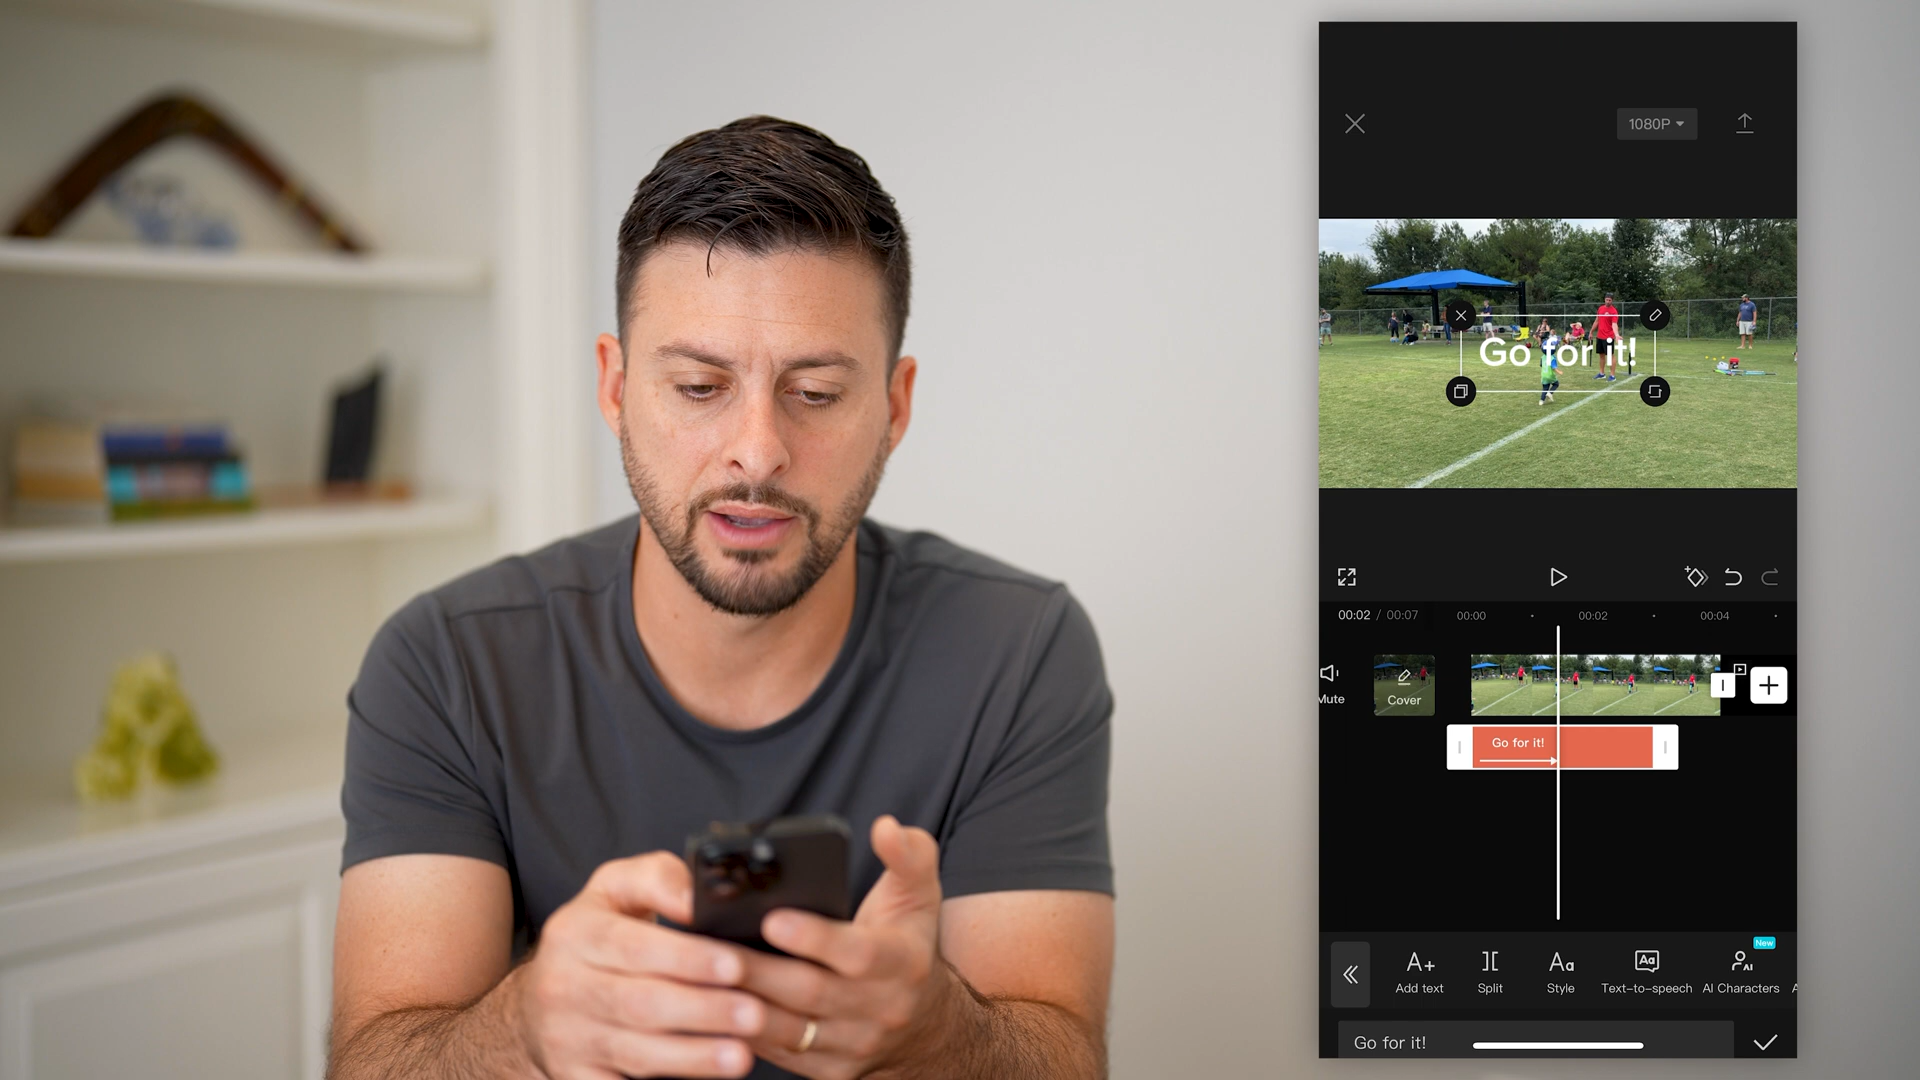 1080P
Go for it!
00:02 / 00:07
00:00
00:02
00:04
Mute
Cover
Go for it!
New
Add text
Split
Style
Text-to-speech
AI Characters
Go for it!